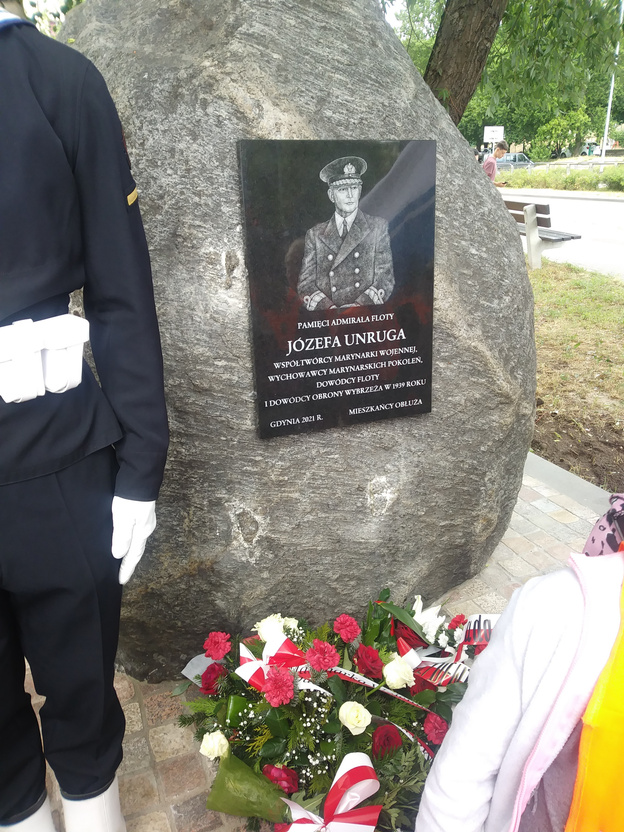 PAMIĘCI ADMIRAŁA FLOTY
JÓZEFA UNRUGA
WSPÓŁTWÓRCY MARYNARKI WOJENNEJ,
WYCHOWAWCY MARYNARSKICH POKOLEŃ,
DOWÓDCY FLOTY
I DOWÓDCY OBRONY WYBRZEŻA W 1939 ROKU
GDYNIA 2021 R. MIESZKAŃCY OBŁUŻA